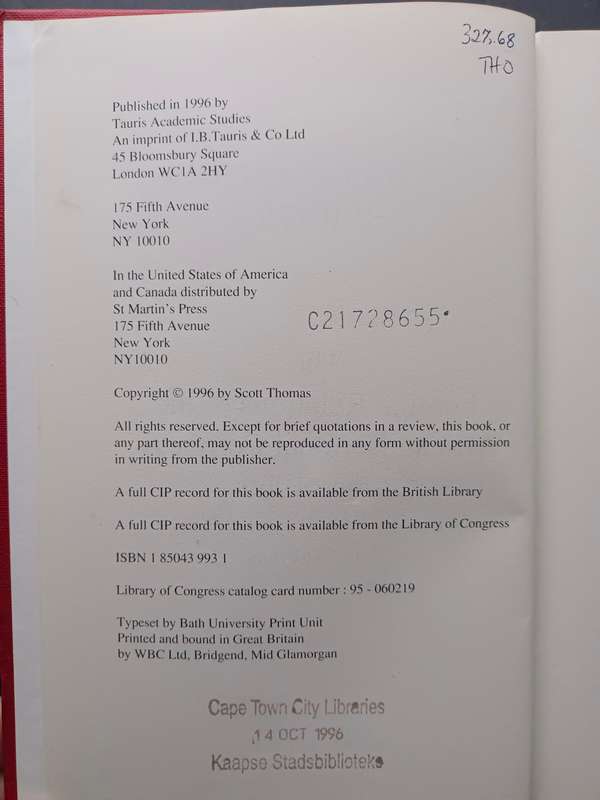 327.68
THO
Published in 1996 by
Tauris Academic Studies
An imprint of I.B.Tauris & Co Ltd
45 Bloomsbury Square
London WC1A 2HY
175 Fifth Avenue
New York
NY 10010
In the United States of America
and Canada distributed by
St Martin's Press
175 Fifth Avenue
New York
NY10010
C21728655
Copyright © 1996 by Scott Thomas
All rights reserved. Except for brief quotations in a review, this book, or
any part thereof, may not be reproduced in any form without permission
in writing from the publisher.
A full CIP record for this book is available from the British Library
A full CIP record for this book is available from the Library of Congress
ISBN 1 85043 993 1
Library of Congress catalog card number : 95 - 060219
Typeset by Bath University Print Unit
Printed and bound in Great Britain
by WBC Ltd, Bridgend, Mid Glamorgan
Cape Town City Libraries
14 OCT 1996
Kaapse Stadsbiblioteke